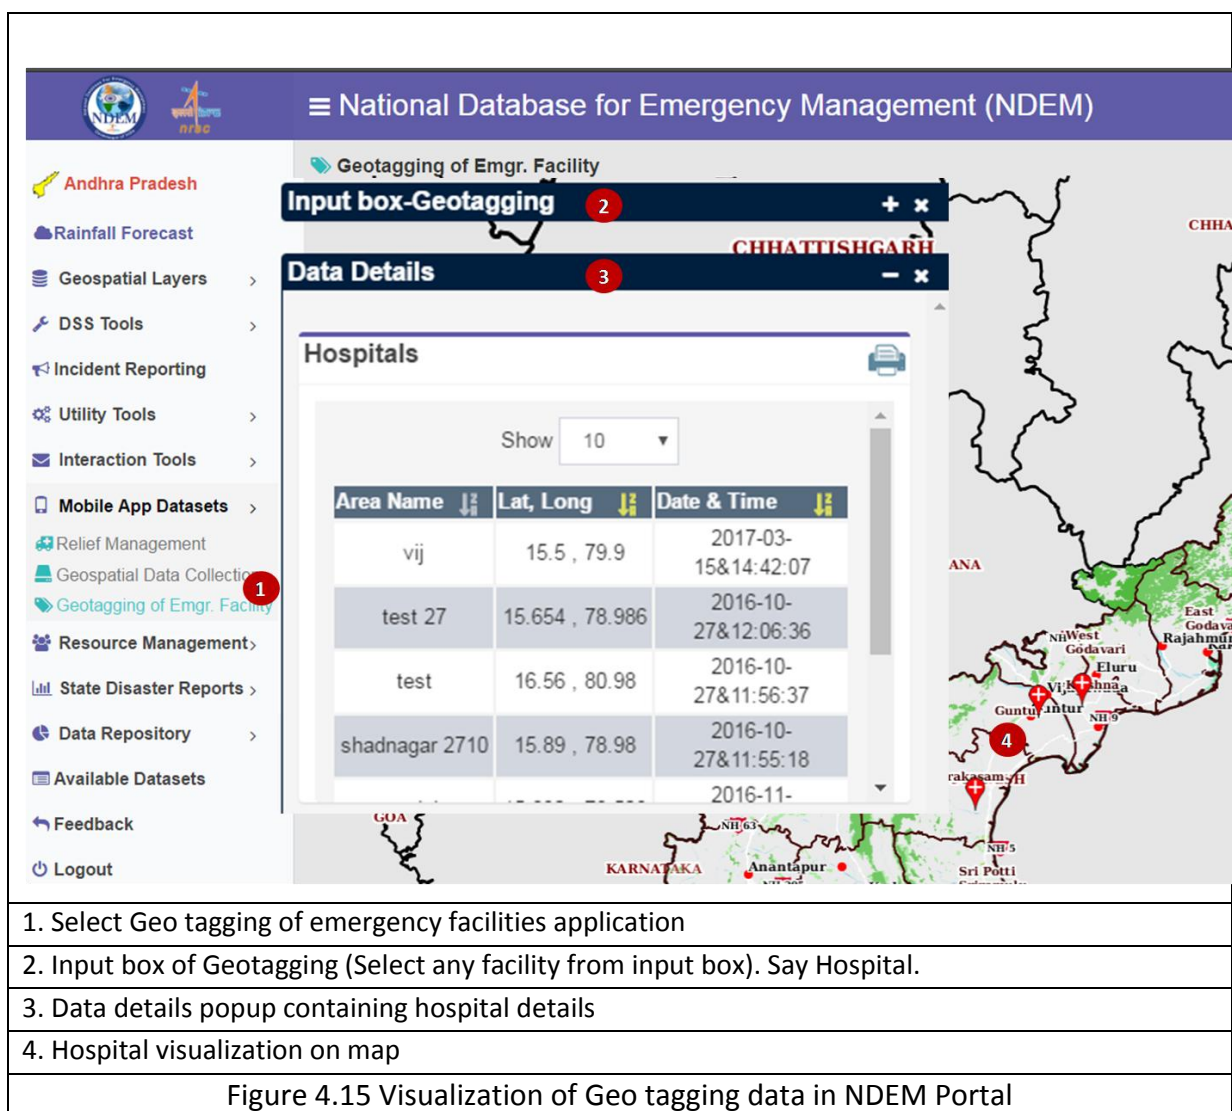 NDEM
nrsc
≡ National Database for Emergency Management (NDEM)
Andhra Pradesh
Rainfall Forecast
Geospatial Layers >
DSS Tools >
Incident Reporting
Utility Tools >
Interaction Tools >
Mobile App Datasets >
Relief Management
Geospatial Data Collection
1
Geotagging of Emgr. Facility
Resource Management >
State Disaster Reports >
Data Repository >
Available Datasets
Feedback
Logout
Geotagging of Emgr. Facility
Input box-Geotagging 2 + ×
CHHATTISHGARH
Data Details 3 − ×
Hospitals
Show 10
Area Name Lat, Long Date & Time
vij 15.5 , 79.9 2017-03-
15&14:42:07
test 27 15.654 , 78.986 2016-10-
27&12:06:36
test 16.56 , 80.98 2016-10-
27&11:56:37
shadnagar 2710 15.89 , 78.98 2016-10-
27&11:55:18
2016-11-
CHHA
ANA
East
Godava
West
Godavari
Eluru
NH 9
4
GOA
NH 63
KARNATAKA
Anantapur
NH 5
Sri Potti
1. Select Geo tagging of emergency facilities application
2. Input box of Geotagging (Select any facility from input box). Say Hospital.
3. Data details popup containing hospital details
4. Hospital visualization on map
Figure 4.15 Visualization of Geo tagging data in NDEM Portal